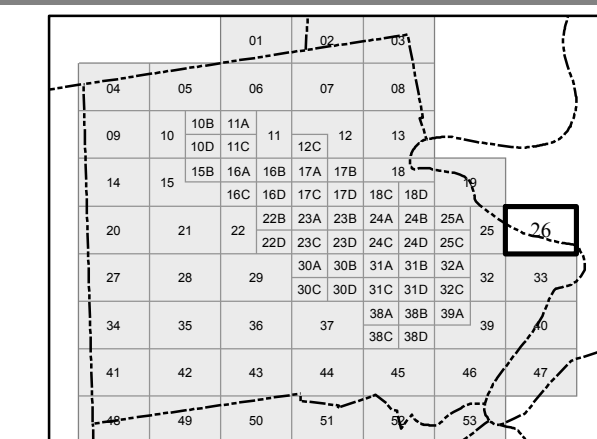 01 02 03
04 05 06 07 08
10B 11A
09 10 11 12 13
10D 11C 12C
15B 16A 16B 17A 17B 18
14 15 19
16C 16D 17C 17D 18C 18D
22B 23A 23B 24A 24B 25A
20 21 22 25 26
22D 23C 23D 24C 24D 25C
30A 30B 31A 31B 32A
27 28 29 32 33
30C 30D 31C 31D 32C
38A 38B 39A
34 35 36 37 39 40
38C 38D
41 42 43 44 45 46 47
48 49 50 51 52 53